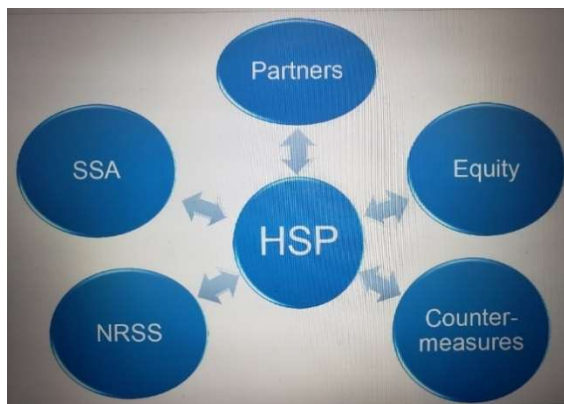 Partners
SSA
Equity
HSP
NRSS
Counter-
measures